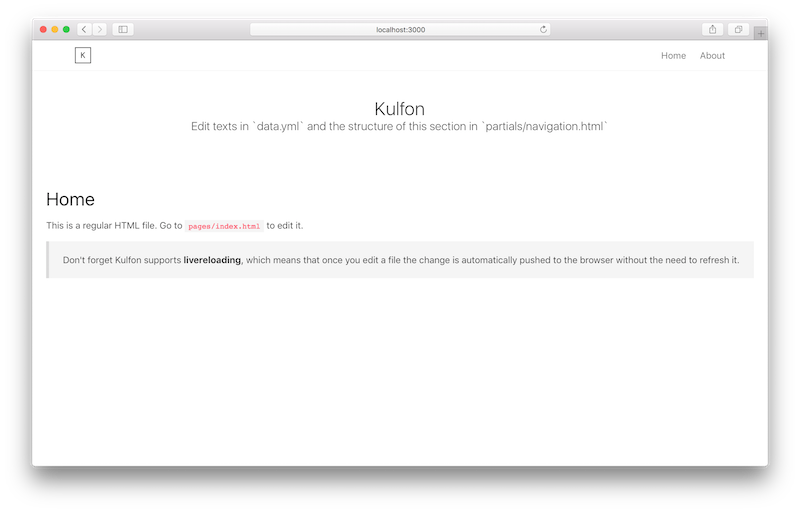 localhost:3000
K
Home About
Kulfon
Edit texts in `data.yml` and the structure of this section in `partials/navigation.html`
Home
This is a regular HTML file. Go to pages/index.html to edit it.
Don't forget Kulfon supports livereloading, which means that once you edit a file the change is automatically pushed to the browser without the need to refresh it.